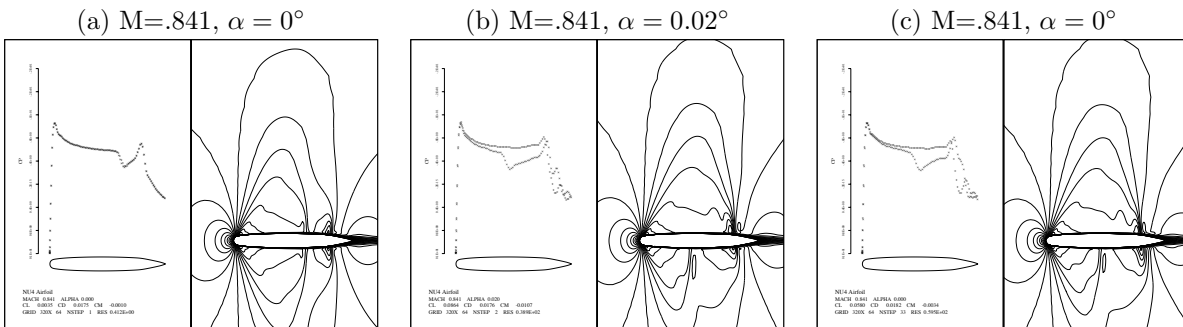 (a) M=.841, α = 0°
(b) M=.841, α = 0.02°
(c) M=.841, α = 0°
CP
NU4 Airfoil
MACH 0.841 ALPHA 0.000
CL 0.0035 CD 0.0175 CM -0.0010
GRID 320X 64 NSTEP 1 RES 0.412E+00
CP
NU4 Airfoil
MACH 0.841 ALPHA 0.020
CL 0.0864 CD 0.0176 CM -0.0107
GRID 320X 64 NSTEP 2 RES 0.389E+02
CP
NU4 Airfoil
MACH 0.841 ALPHA 0.000
CL 0.0580 CD 0.0182 CM -0.0034
GRID 320X 64 NSTEP 33 RES 0.595E+02